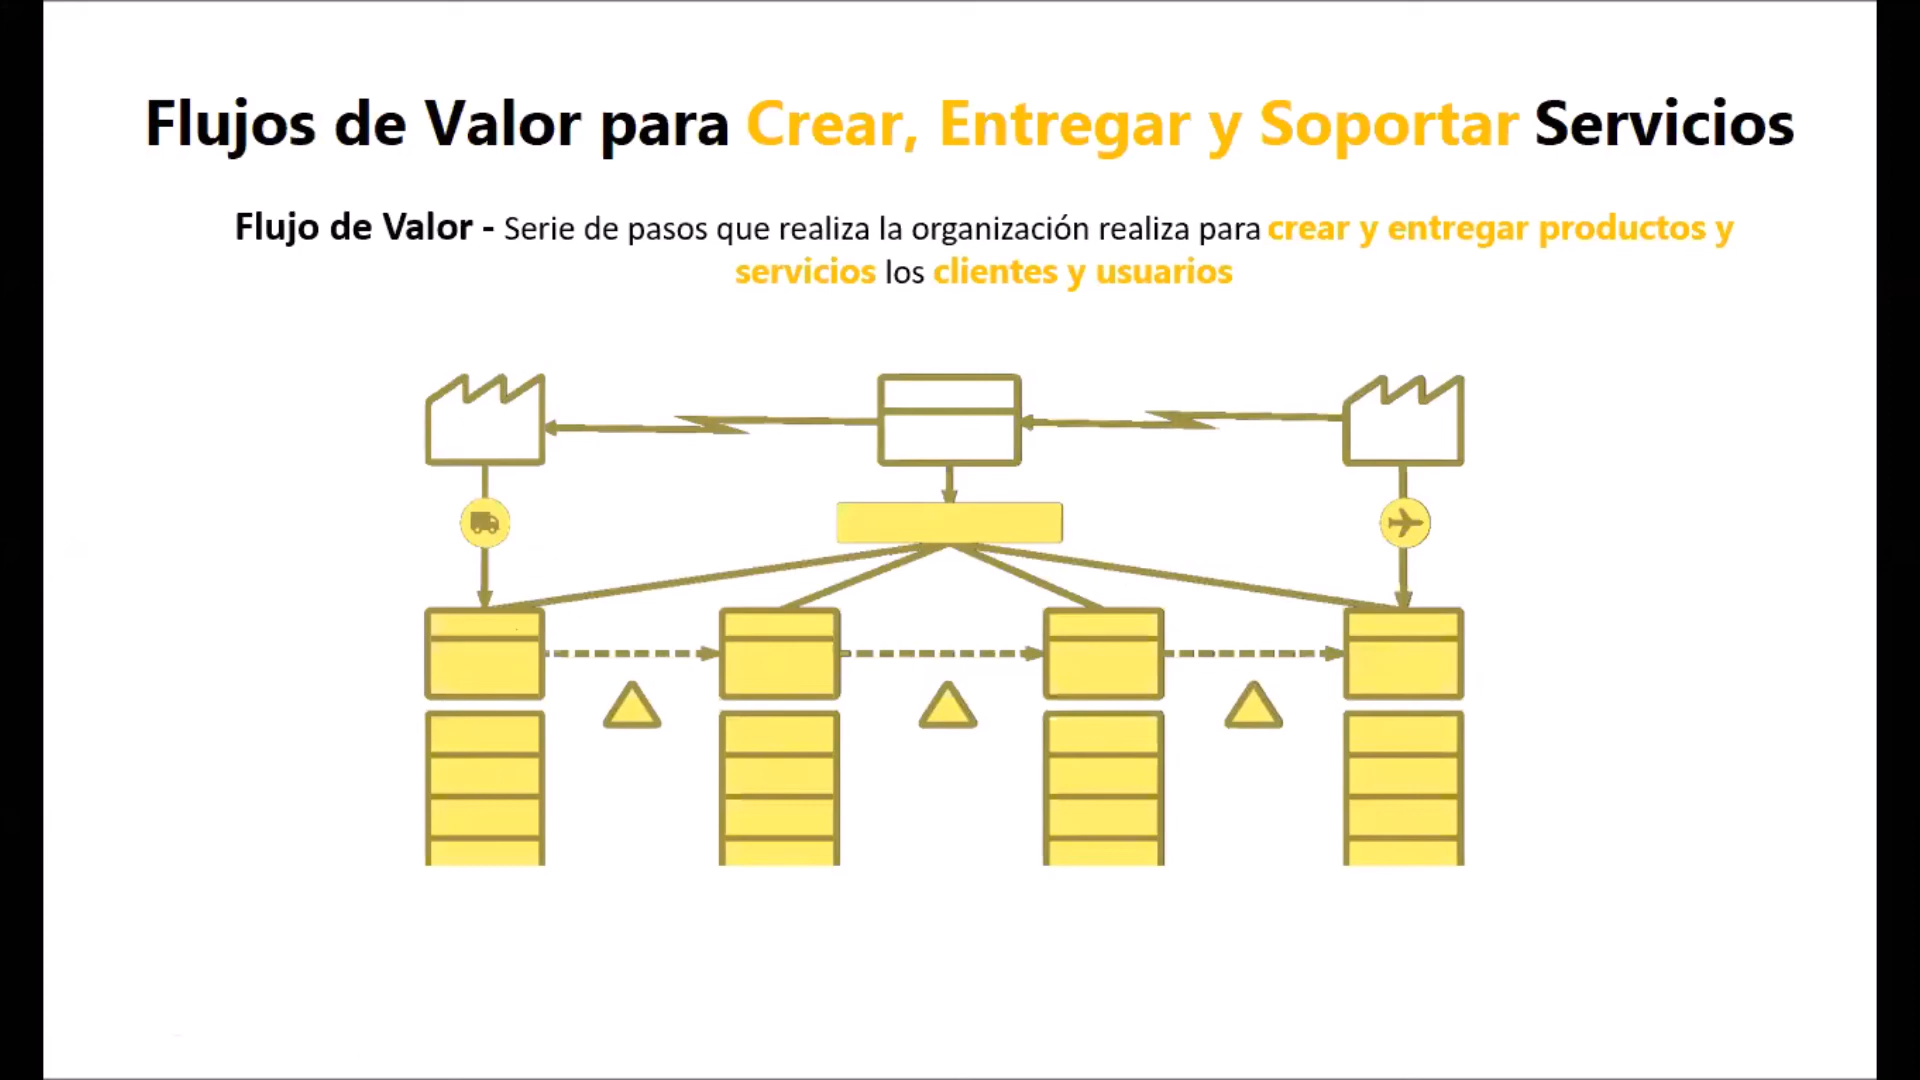 Flujos de Valor para Crear, Entregar y Soportar Servicios
Flujo de Valor - Serie de pasos que realiza la organización realiza para crear y entregar productos y
servicios los clientes y usuarios